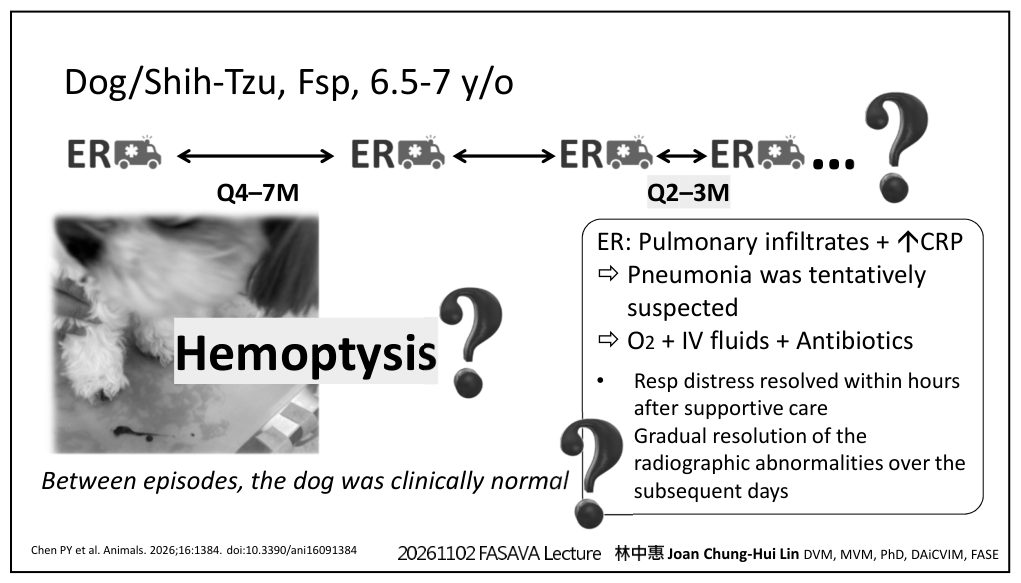 Dog/Shih-Tzu, Fsp, 6.5-7 y/o
ER ER ER ER ... ?
Q4–7M Q2–3M
Hemoptysis ?
ER: Pulmonary infiltrates + ↑CRP
⇨ Pneumonia was tentatively
suspected
⇨ O2 + IV fluids + Antibiotics
• Resp distress resolved within hours
after supportive care
Gradual resolution of the
radiographic abnormalities over the
subsequent days
?
Between episodes, the dog was clinically normal
Chen PY et al. Animals. 2026;16:1384. doi:10.3390/ani16091384
20261102 FASAVA Lecture 林中惠 Joan Chung-Hui Lin DVM, MVM, PhD, DAiCVIM, FASE